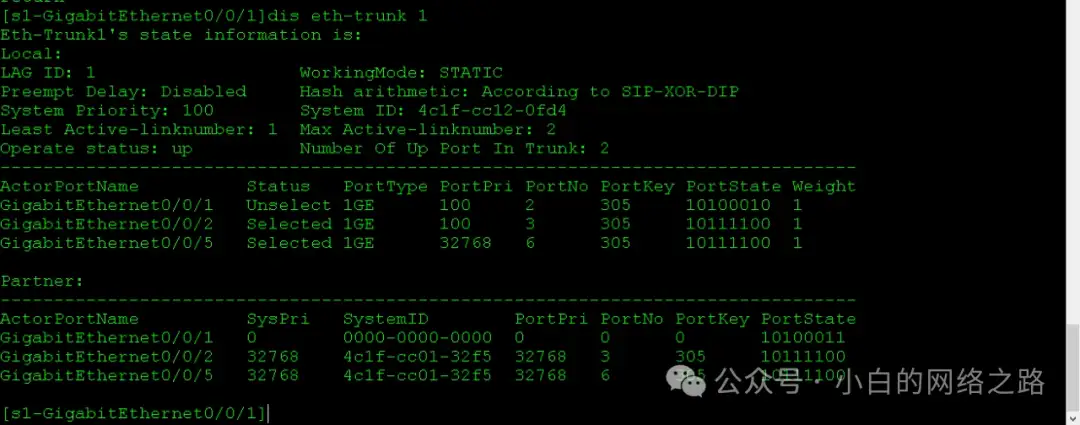 [s1-GigabitEthernet0/0/1]dis eth-trunk 1
Eth-Trunk1's state information is:
Local:
LAG ID: 1 WorkingMode: STATIC
Preempt Delay: Disabled Hash arithmetic: According to SIP-XOR-DIP
System Priority: 100 System ID: 4c1f-cc12-0fd4
Least Active-linknumber: 1 Max Active-linknumber: 2
Operate status: up Number Of Up Port In Trunk: 2
--------------------------------------------------------------------------------
ActorPortName Status PortType PortPri PortNo PortKey PortState Weight
GigabitEthernet0/0/1 Unselect 1GE 100 2 305 10100010 1
GigabitEthernet0/0/2 Selected 1GE 100 3 305 10111100 1
GigabitEthernet0/0/5 Selected 1GE 32768 6 305 10111100 1
Partner:
--------------------------------------------------------------------------------
ActorPortName SysPri SystemID PortPri PortNo PortKey PortState
GigabitEthernet0/0/1 0 0000-0000-0000 0 0 0 10100011
GigabitEthernet0/0/2 32768 4c1f-cc01-32f5 32768 3 305 10111100
GigabitEthernet0/0/5 32768 4c1f-cc01-32f5 32768 6 10111100
公众号·小白的网络之路
[s1-GigabitEthernet0/0/1]